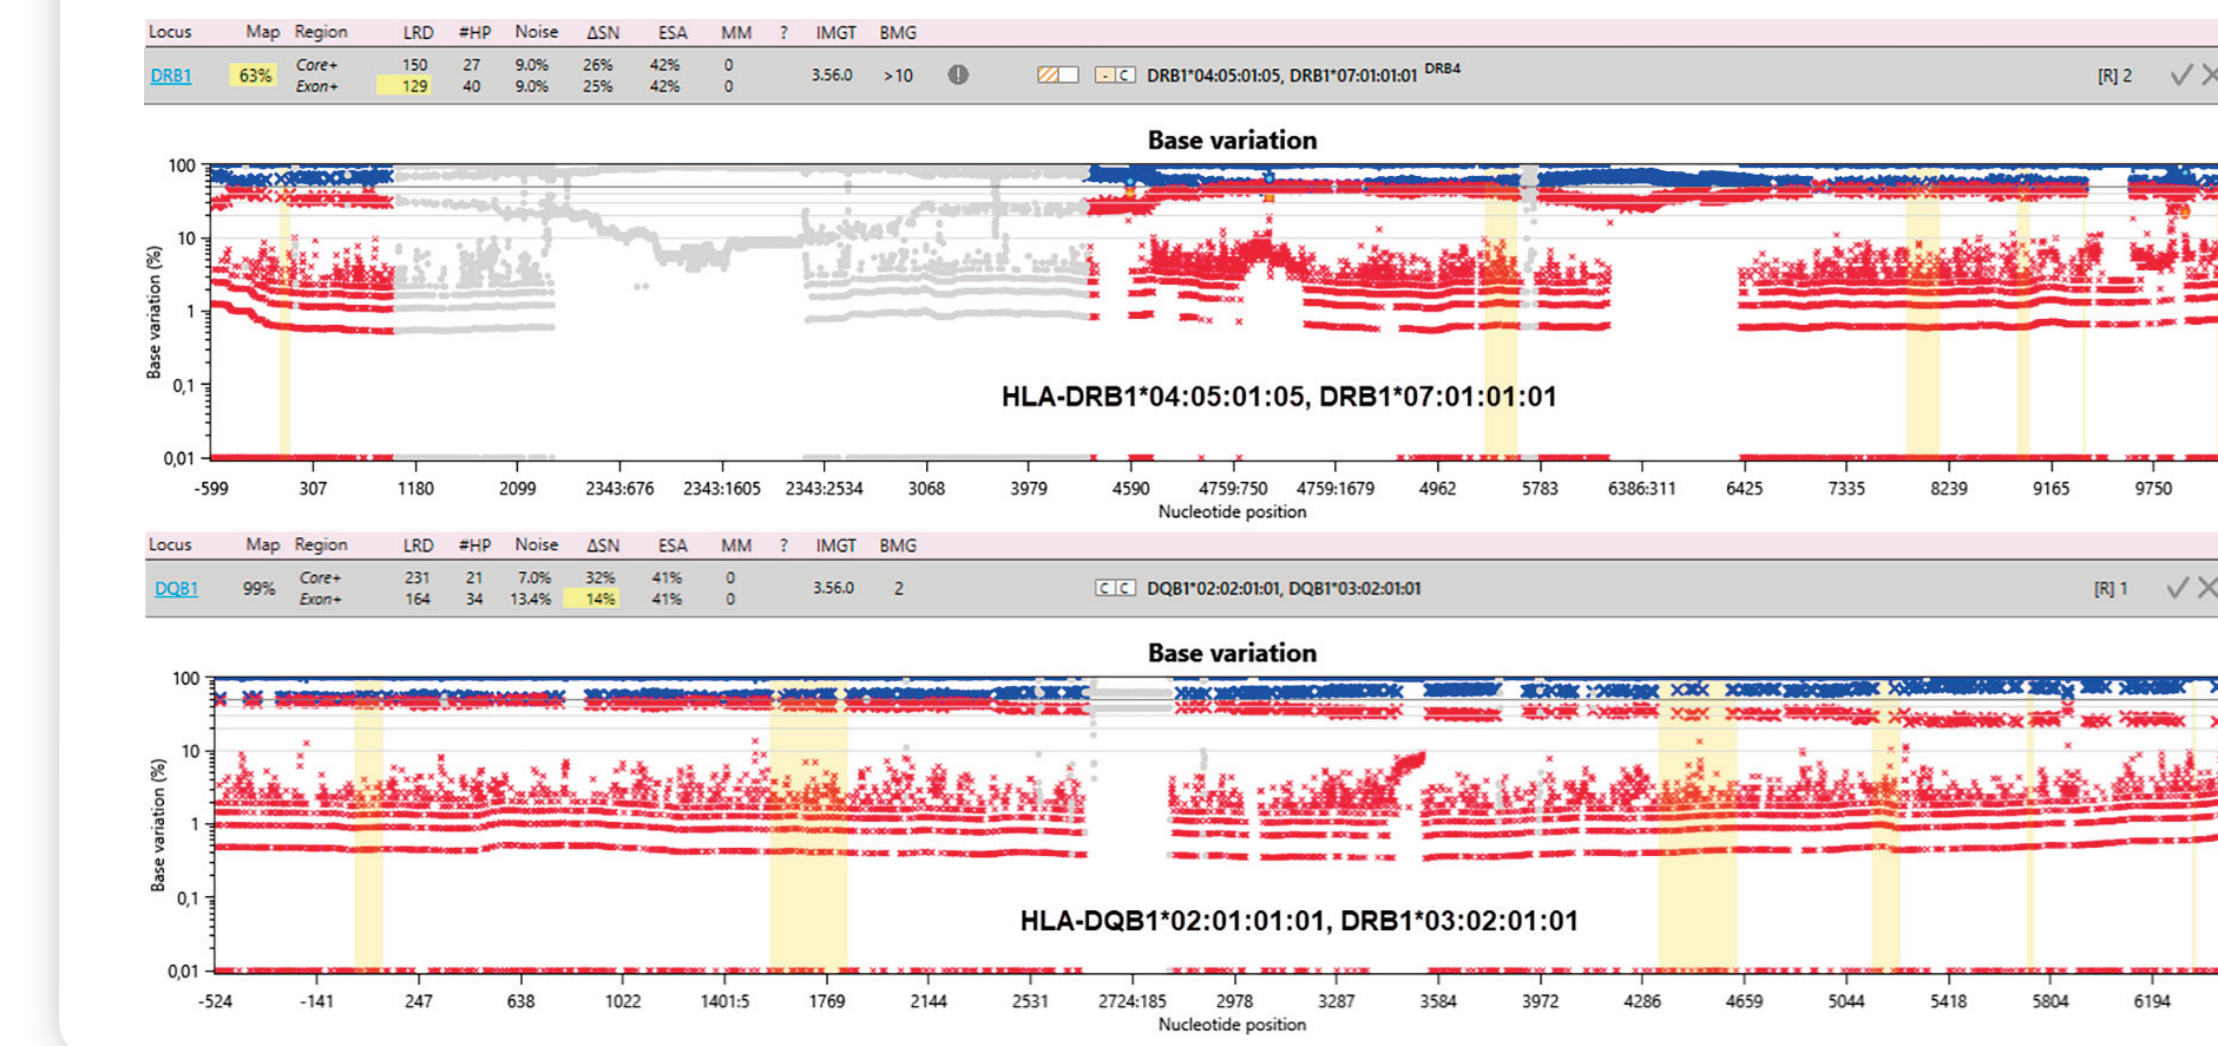 Locus Map Region LRD #HP Noise ΔSN ESA MM ? IMGT BMG
DRB1 63% Core+ 150 27 9.0% 26% 42% 0 3.56.0 >10 ! - C DRB1*04:05:01:05, DRB1*07:01:01:01 DRB4 [R] 2
Exon+ 129 40 9.0% 25% 42% 0
Base variation
100
10
1
0,1
0,01
Base variation (%)
HLA-DRB1*04:05:01:05, DRB1*07:01:01:01
-599 307 1180 2099 2343:676 2343:1605 2343:2534 3068 3979 4590 4759:750 4759:1679 4962 5783 6386:311 6425 7335 8239 9165 9750
Nucleotide position
Locus Map Region LRD #HP Noise ΔSN ESA MM ? IMGT BMG
DQB1 99% Core+ 231 21 7.0% 32% 41% 0 3.56.0 2 C C DQB1*02:02:01:01, DQB1*03:02:01:01 [R] 1
Exon+ 164 34 13.4% 14% 41% 0
Base variation
100
10
1
0,1
0,01
Base variation (%)
HLA-DQB1*02:01:01:01, DRB1*03:02:01:01
-524 -141 247 638 1022 1401:5 1769 2144 2531 2724:185 2978 3287 3584 3972 4286 4659 5044 5418 5804 6194
Nucleotide position